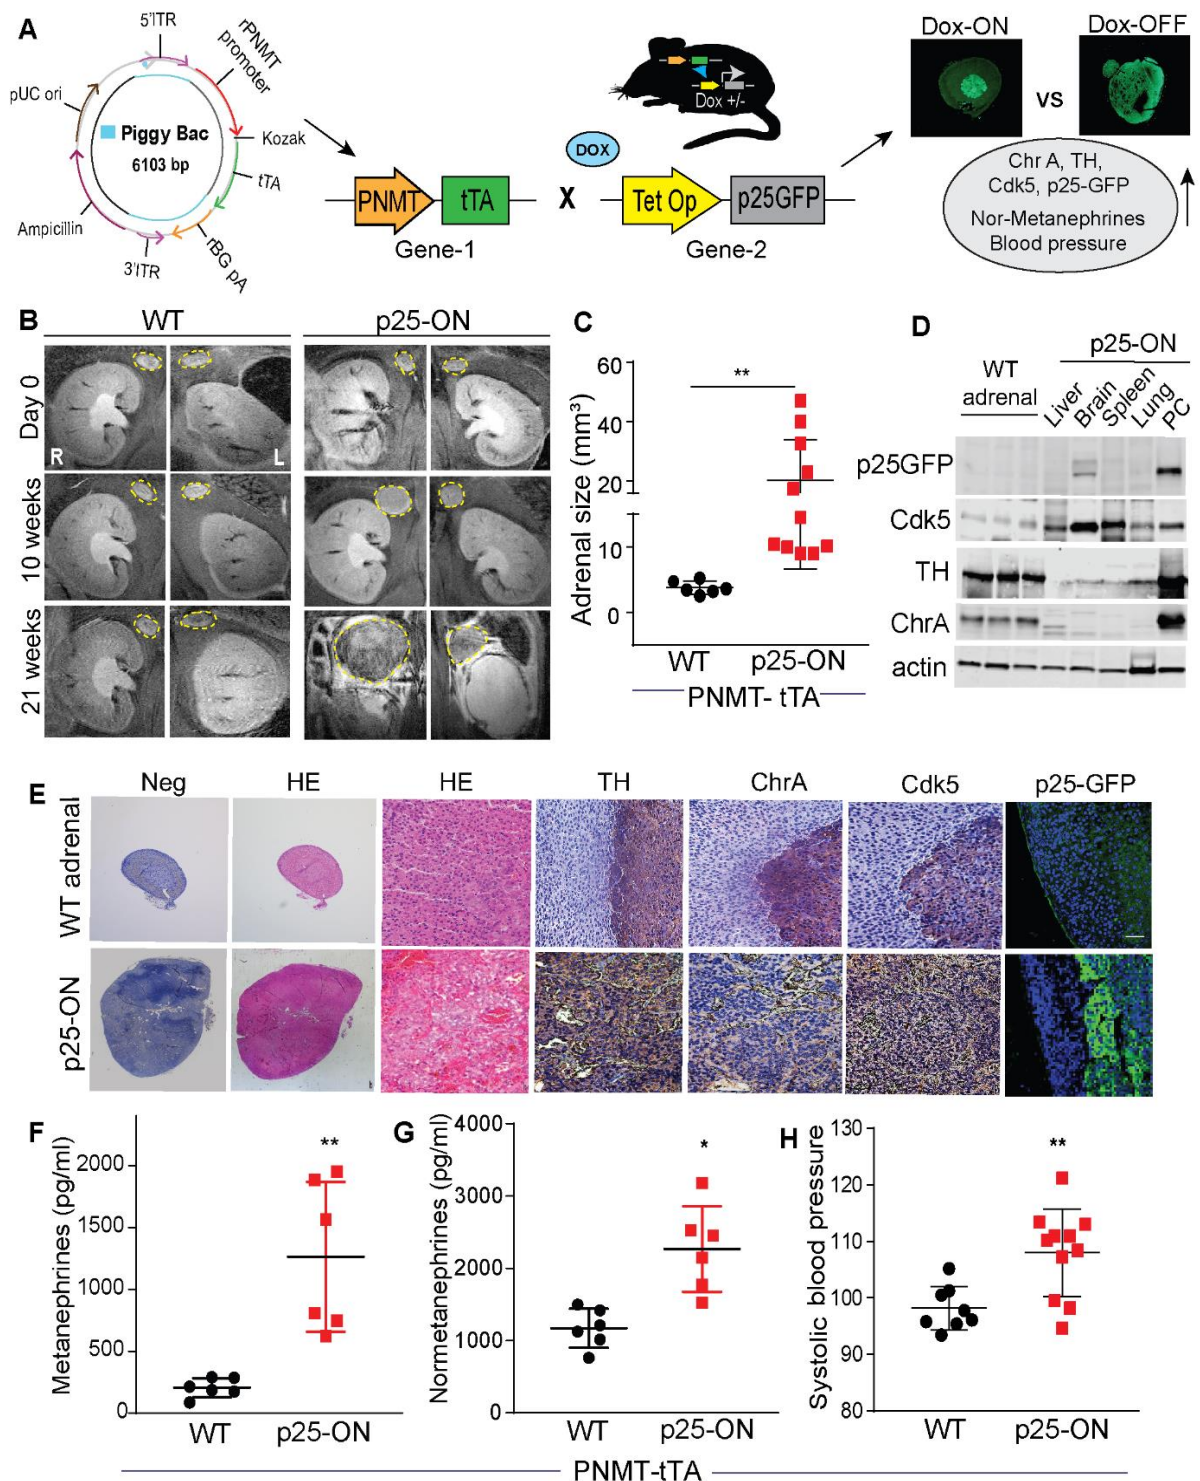 A
5'ITR
rPNMT
promoter
pUC ori
Kozak
Piggy Bac
6103 bp
tTA
Ampicillin
rBG pA
3'ITR
PNMT
tTA
Gene-1
X
DOX
Dox +/-
Tet Op
p25GFP
Gene-2
Dox-ON
vs
Dox-OFF
Chr A, TH,
Cdk5, p25-GFP
Nor-Metanephrines
Blood pressure
B
WT
p25-ON
Day 0
R
L
10 weeks
21 weeks
C
Adrenal size (mm³)
60
40
20
10
0
**
WT
p25-ON
PNMT- tTA
D
p25-ON
WT
adrenal
Liver
Brain
Spleen
Lung
PC
p25GFP
Cdk5
TH
ChrA
actin
E
Neg
HE
HE
TH
ChrA
Cdk5
p25-GFP
WT adrenal
p25-ON
F
Metanephrines (pg/ml)
2000
1500
1000
500
0
**
WT
p25-ON
G
Normetanephrines (pg/ml)
4000
3000
2000
1000
0
*
WT
p25-ON
H
Systolic blood pressure
130
120
110
100
90
80
**
WT
p25-ON
PNMT-tTA